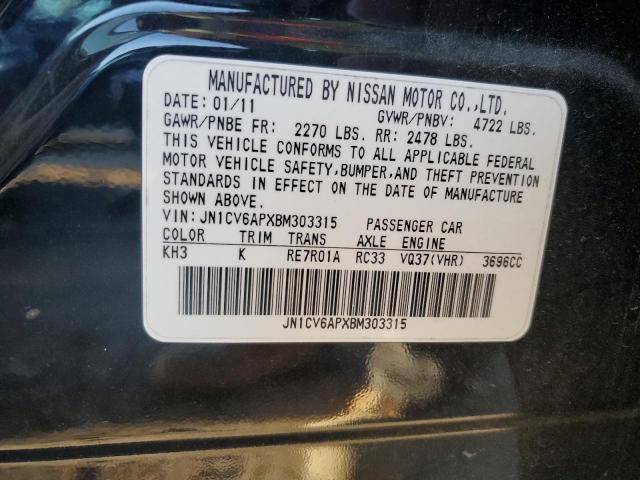 MANUFACTURED BY NISSAN MOTOR CO.,LTD.
DATE: 01/11 GVWR/PNBV: 4722 LBS.
GAWR/PNBE FR: 2270 LBS. RR: 2478 LBS.
THIS VEHICLE CONFORMS TO ALL APPLICABLE FEDERAL
MOTOR VEHICLE SAFETY,BUMPER,AND THEFT PREVENTION
STANDARDS IN EFFECT ON THE DATE OF MANUFACTURE
SHOWN ABOVE.
VIN: JN1CV6APXBM303315 PASSENGER CAR
COLOR TRIM TRANS AXLE ENGINE
KH3 K RE7R01A RC33 VQ37(VHR) 3696CC
JN1CV6APXBM303315